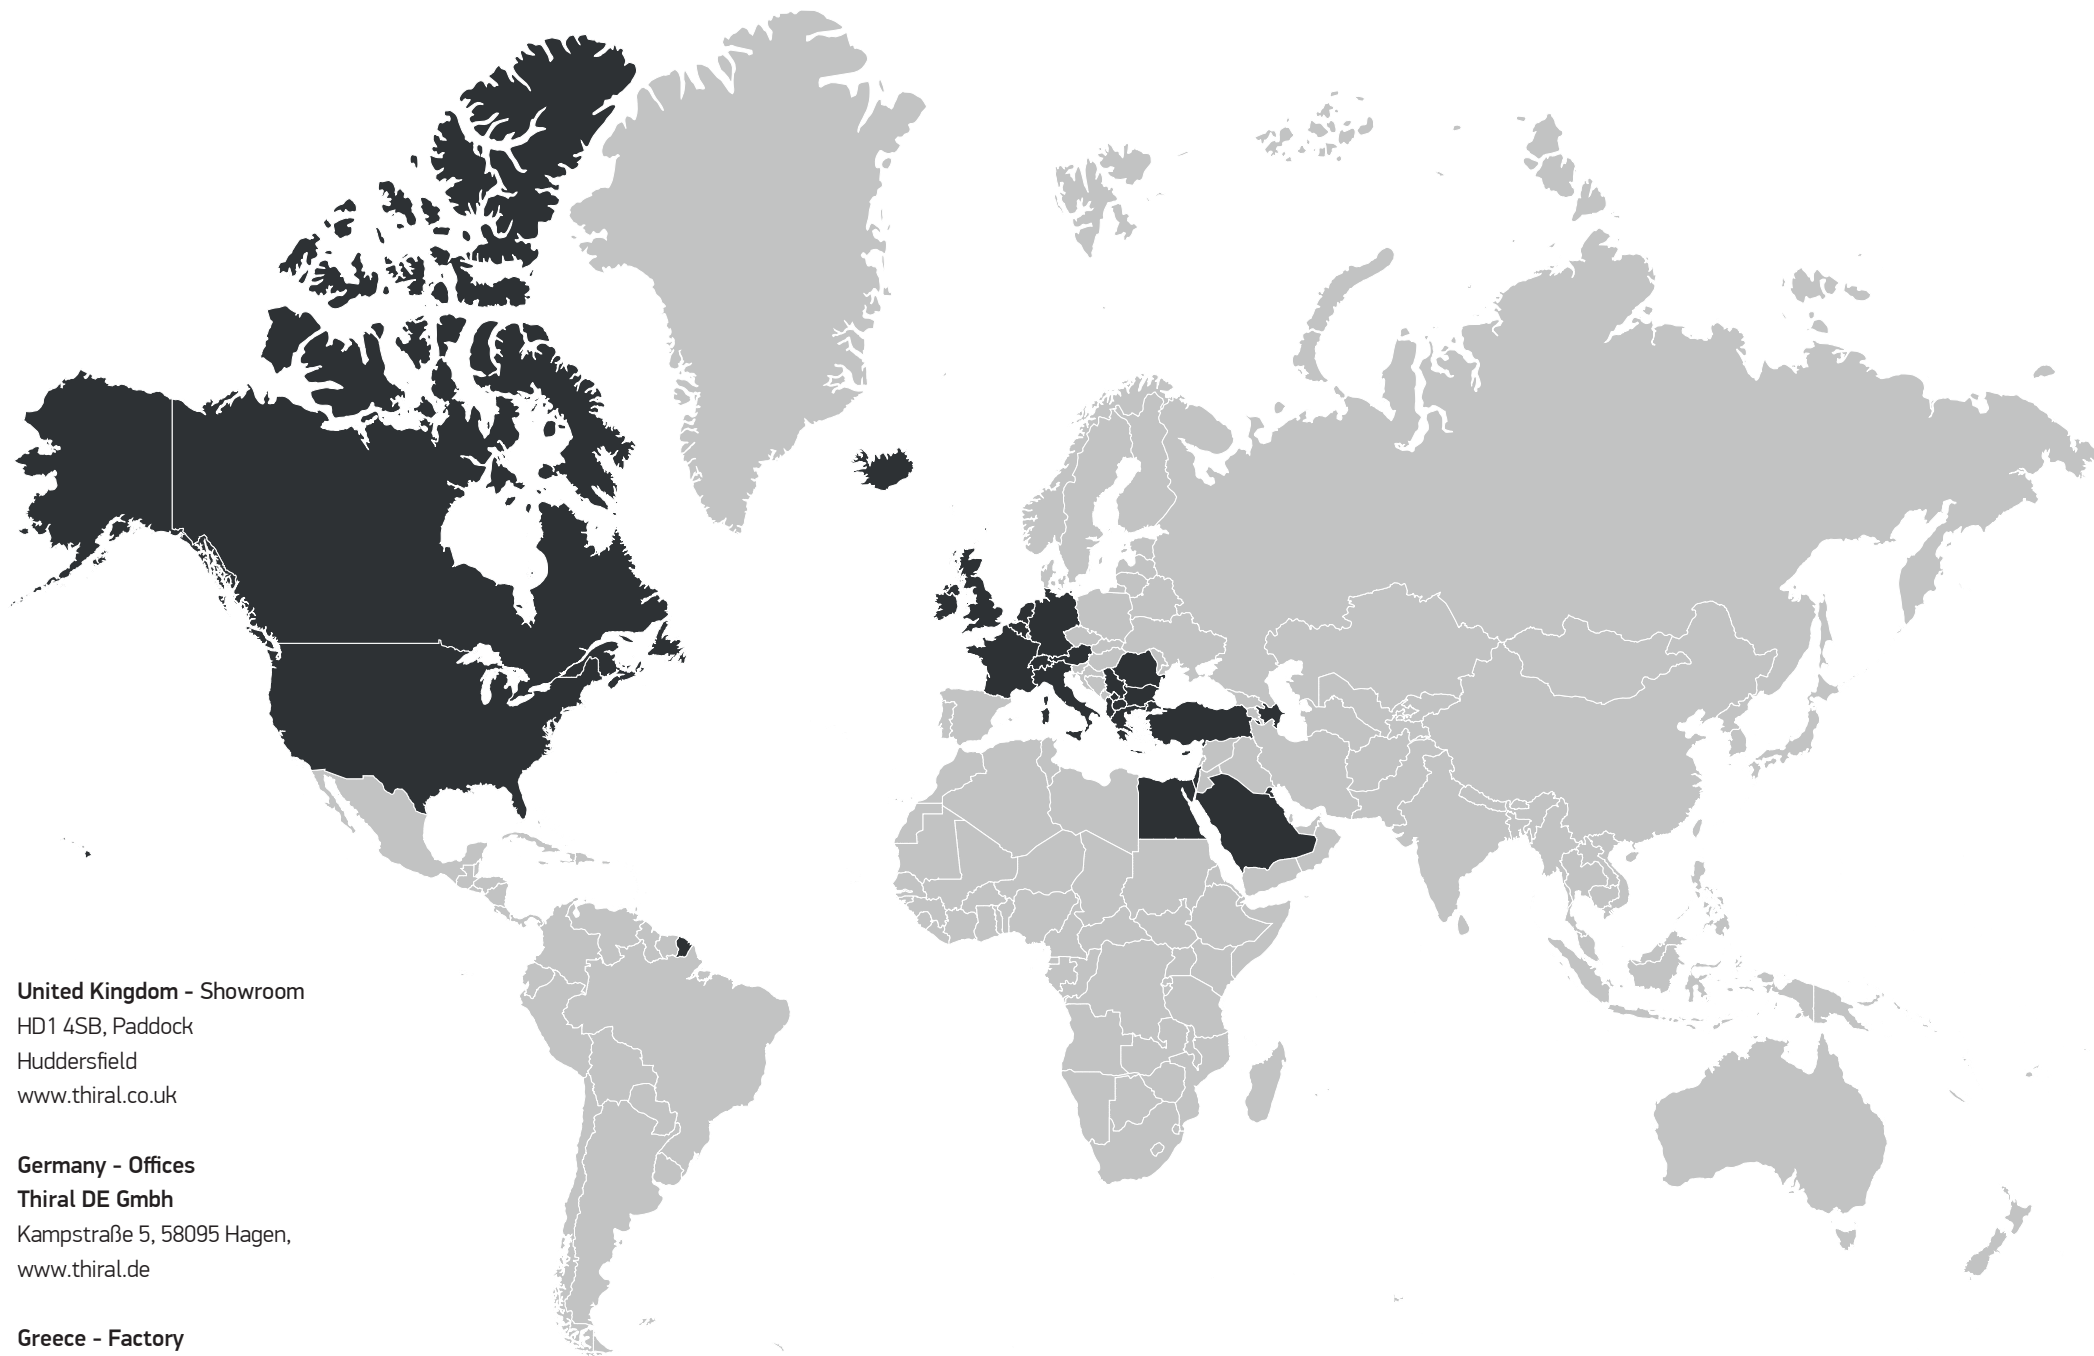 United Kingdom - Showroom
HD1 4SB, Paddock
Huddersfield
www.thiral.co.uk
Germany - Offices
Thiral DE Gmbh
Kampstraße 5, 58095 Hagen,
www.thiral.de
Greece - Factory